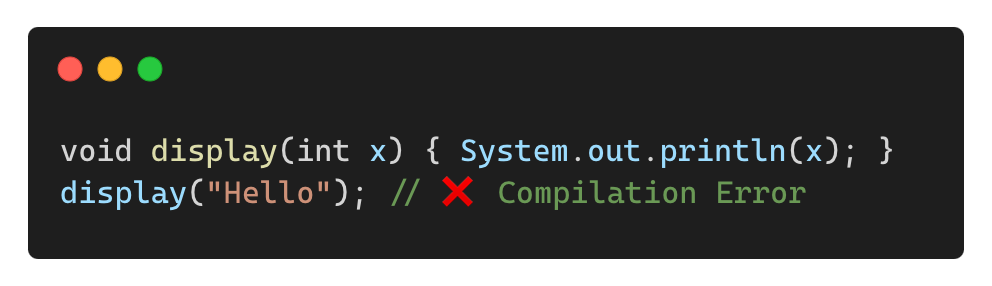 void display(int x) { System.out.println(x); }
display("Hello"); // ❌ Compilation Error